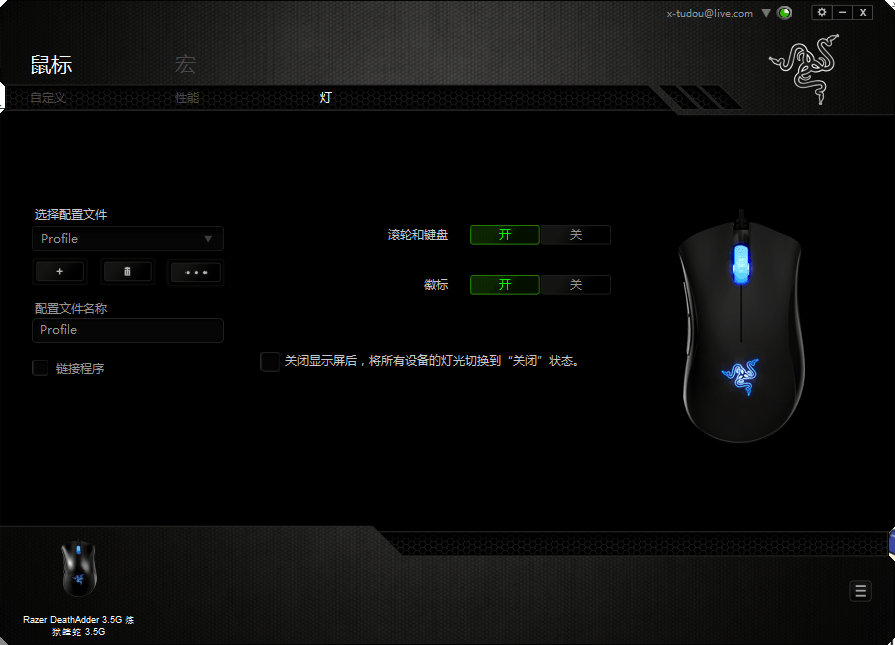 x-tudou@live.com
鼠标
宏
自定义
性能
灯
选择配置文件
Profile
配置文件名称
Profile
链接程序
滚轮和键盘
开
关
徽标
开
关
关闭显示屏后，将所有设备的灯光切换到“关闭”状态。
Razer DeathAdder 3.5G 炼
狱蝰蛇 3.5G